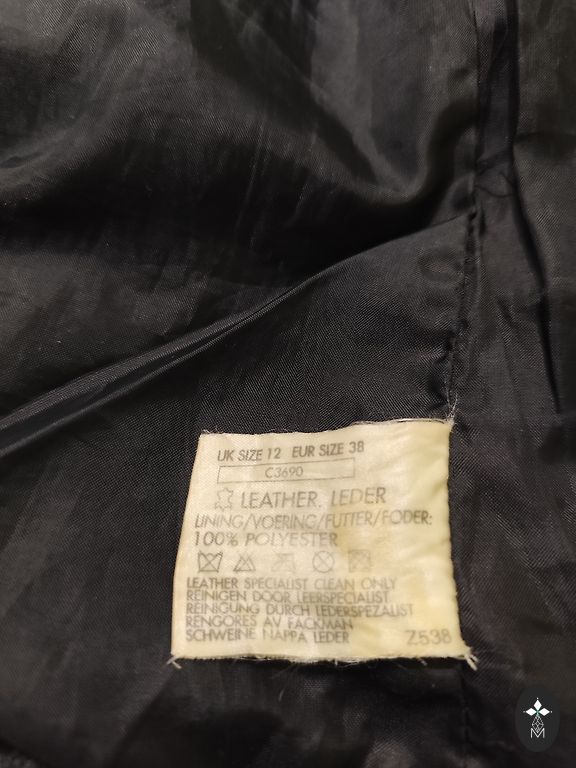 UK SIZE 12 EUR SIZE 38
C3690
LEATHER. LEDER
LINING/VOERING/FUTTER/FODER:
100% POLYESTER
LEATHER SPECIALIST CLEAN ONLY
REINIGEN DOOR LEERSPECIALIST
REINIGUNG DURCH LEDERSPEZALIST
RENGORES AV FACKMAN
SCHWEINE NAPPA LEDER Z538
M